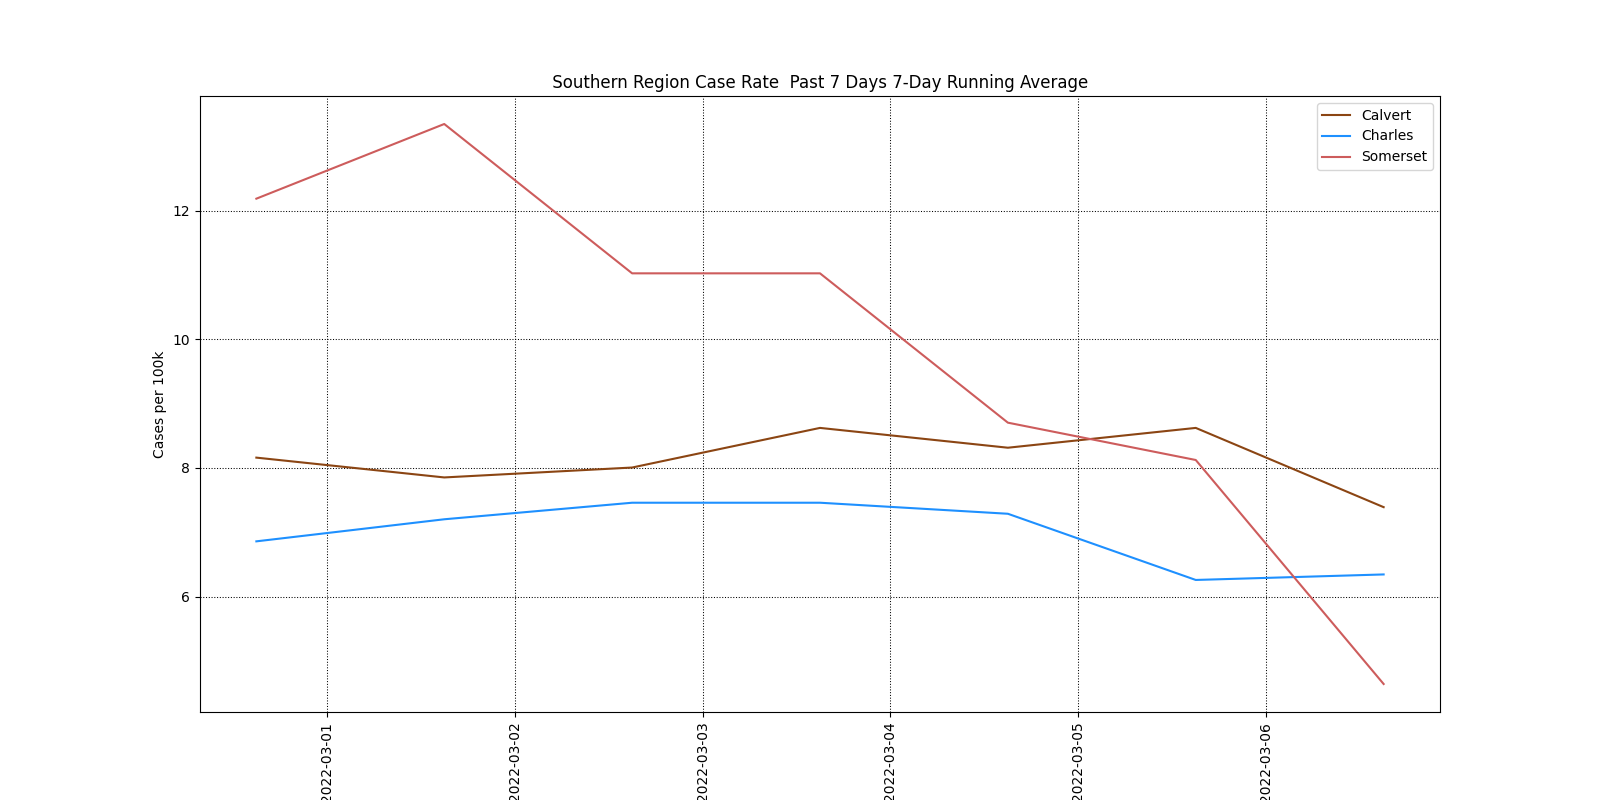 Southern Region Case Rate  Past 7 Days 7-Day Running Average
Calvert
Charles
Somerset
Cases per 100k
12
10
8
6
2022-03-01
2022-03-02
2022-03-03
2022-03-04
2022-03-05
2022-03-06